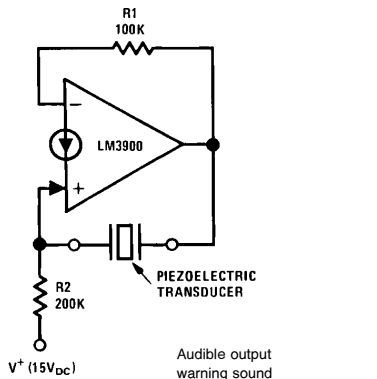 R1
100K
−
LM3900
+
PIEZOELECTRIC
TRANSDUCER
R2
200K
V+ (15VDC)
Audible output
warning sound